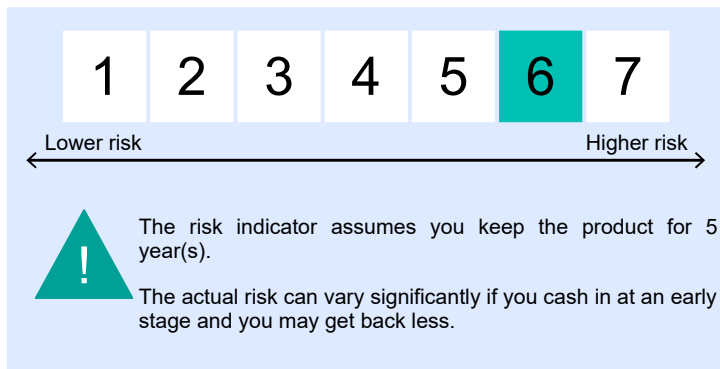 1 2 3 4 5 6 7
Lower risk Higher risk
!
The risk indicator assumes you keep the product for 5
year(s).
The actual risk can vary significantly if you cash in at an early
stage and you may get back less.